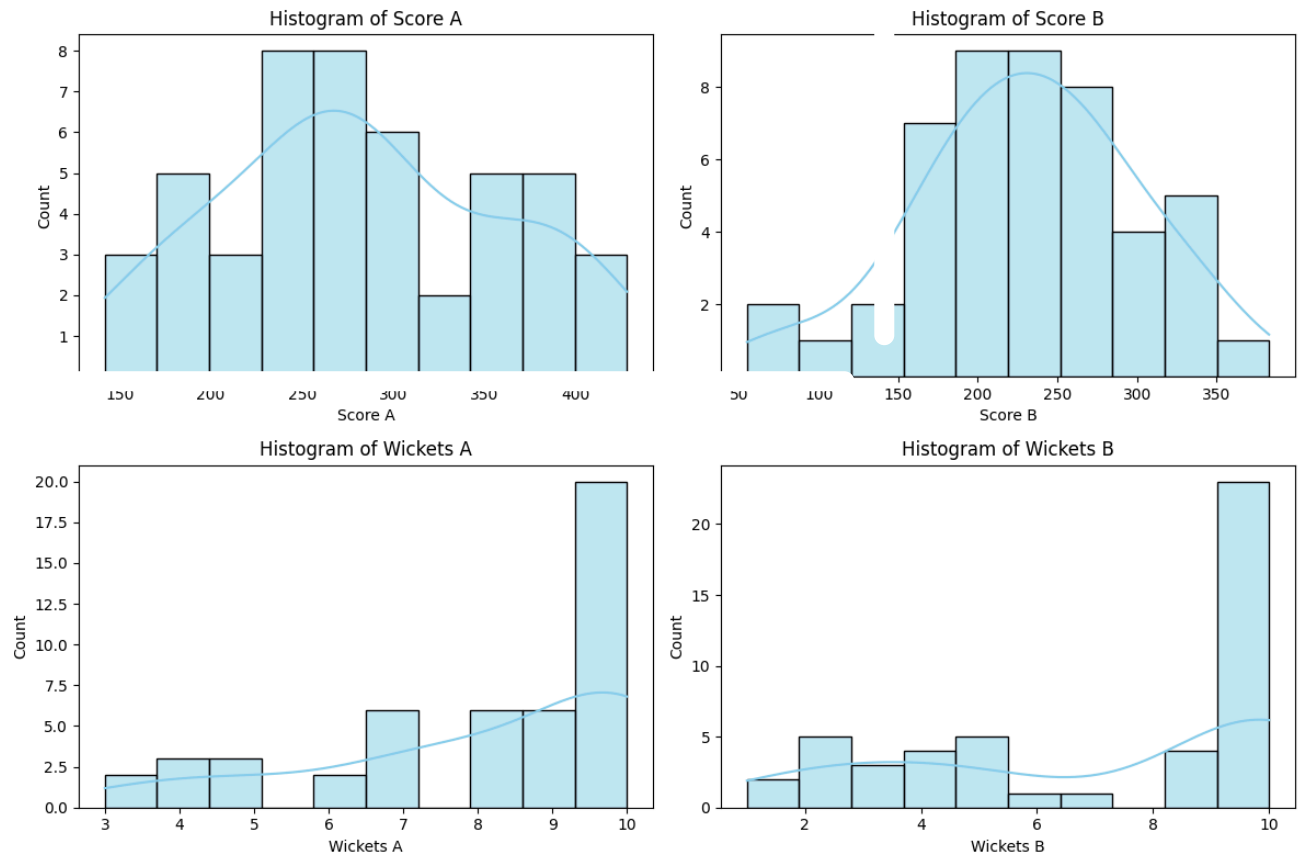 Histogram of Score A
8
7
6
5
4
3
2
1
Count
150 200 250 300 350 400
Score A
Histogram of Score B
8
6
4
2
Count
50 100 150 200 250 300 350
Score B
Histogram of Wickets A
20.0
17.5
15.0
12.5
10.0
7.5
5.0
2.5
0.0
Count
3 4 5 6 7 8 9 10
Wickets A
Histogram of Wickets B
20
15
10
5
0
Count
2 4 6 8 10
Wickets B